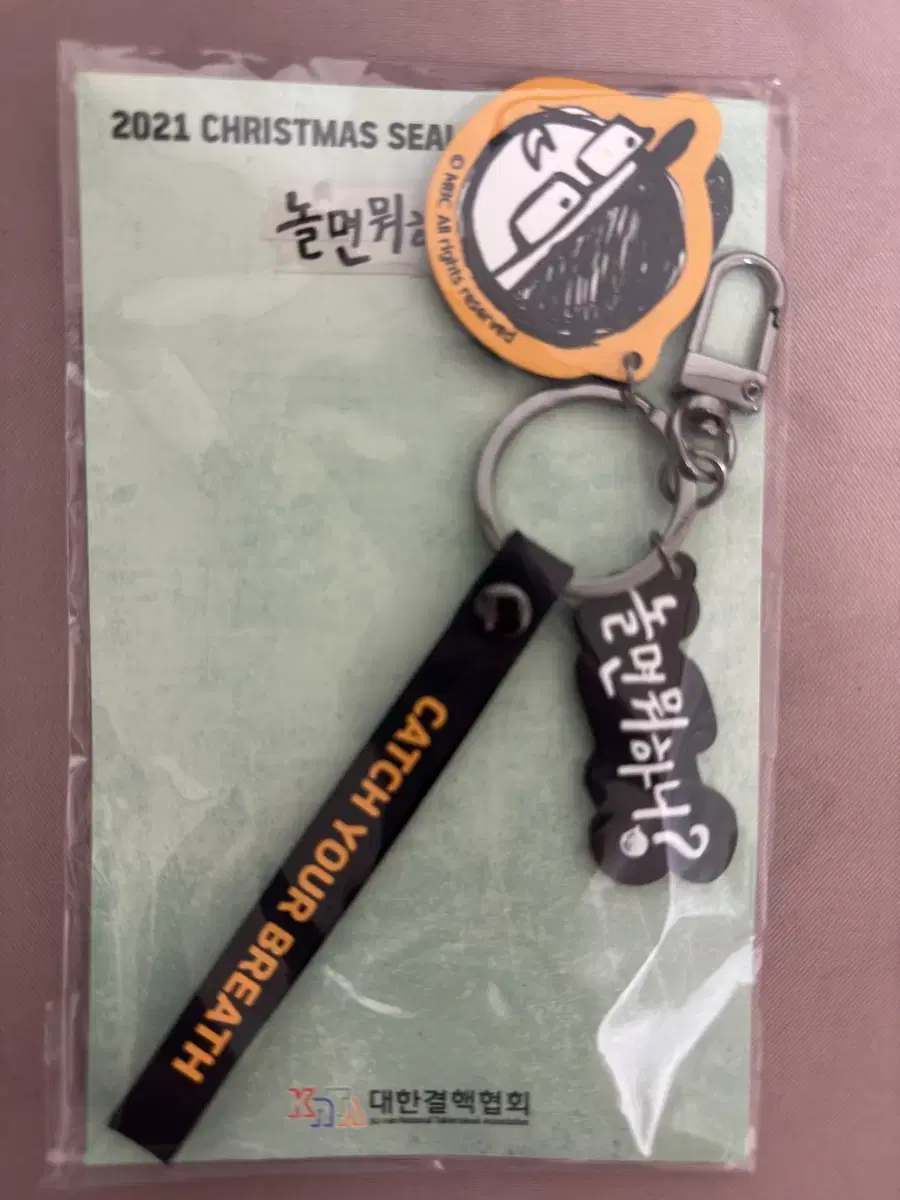 2021 CHRISTMAS SEAL
놀면뭐하
© MBC All rights reserved
놀면뭐하니?
CATCH YOUR BREATH
KNTA 대한결핵협회